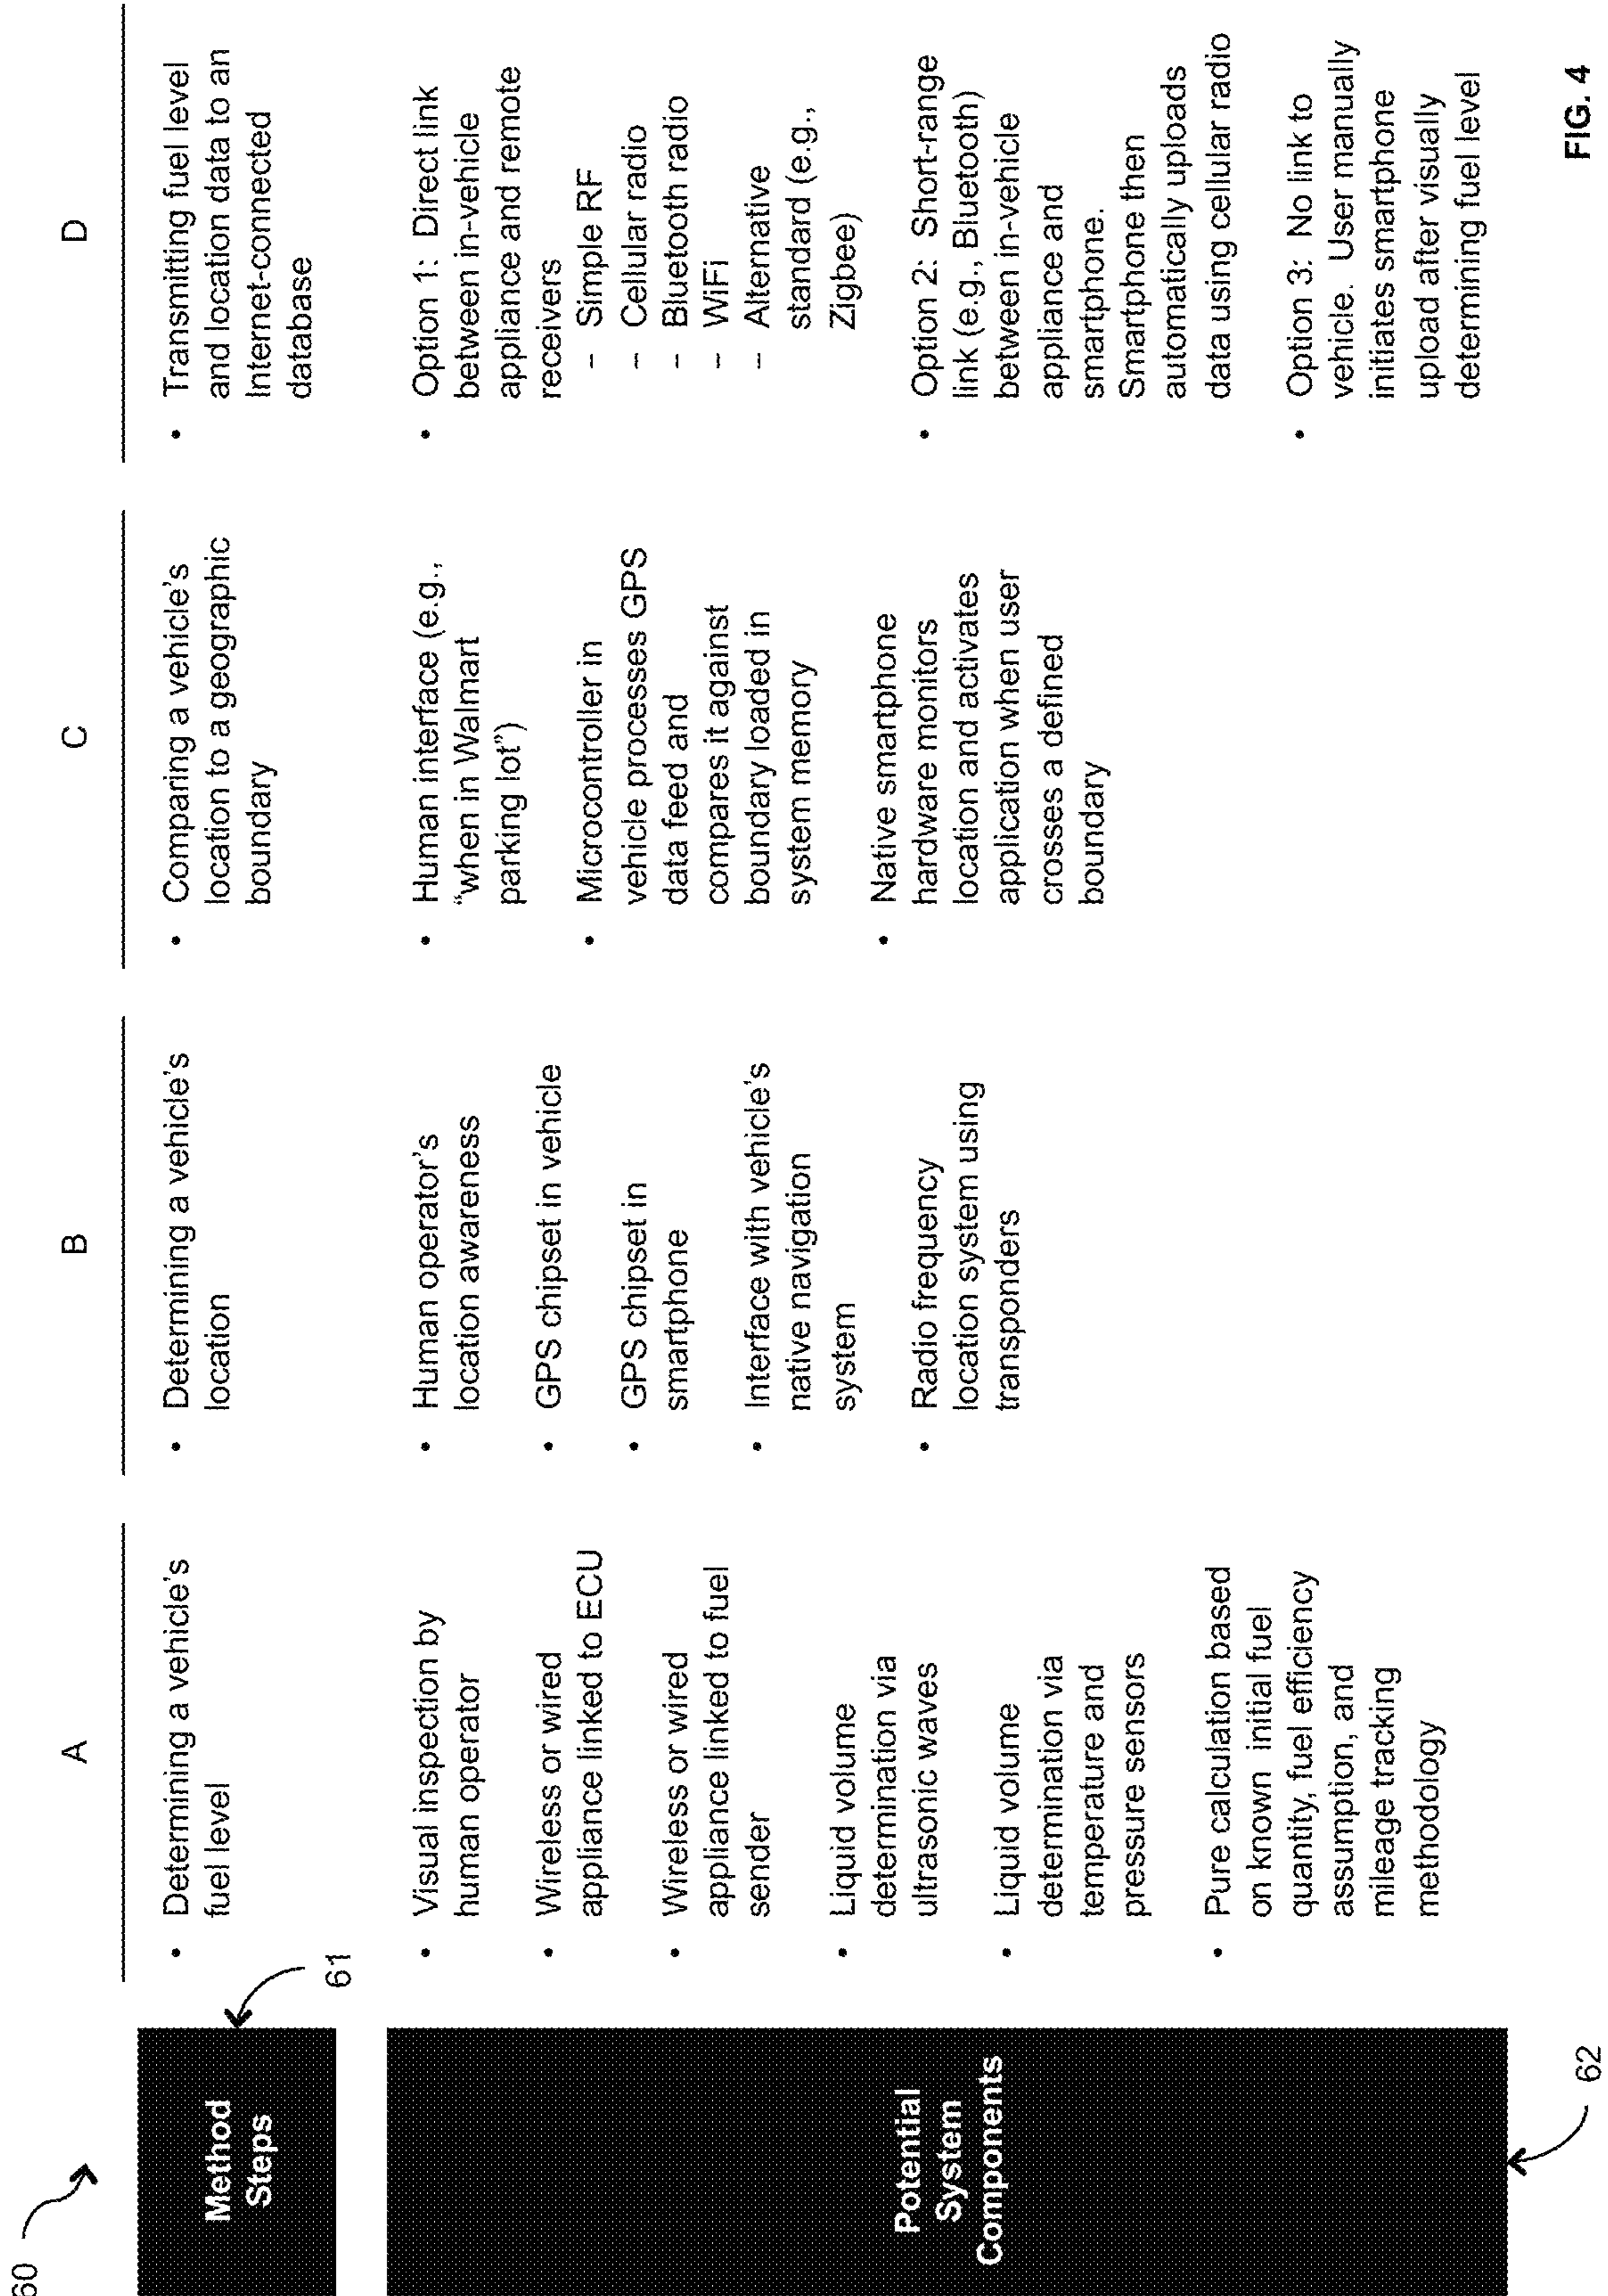 60
A
B
C
D
Method
Steps
61
• Determining a vehicle's
fuel level
• Determining a vehicle's
location
• Comparing a vehicle's
location to a geographic
boundary
• Transmitting fuel level
and location data to an
Internet-connected
database
Potential
System
Components
62
• Visual inspection by
human operator
• Wireless or wired
appliance linked to ECU
• Wireless or wired
appliance linked to fuel
sender
• Liquid volume
determination via
ultrasonic waves
• Liquid volume
determination via
temperature and
pressure sensors
• Pure calculation based
on known initial fuel
quantity, fuel efficiency
assumption, and
mileage tracking
methodology
• Human operator's
location awareness
• GPS chipset in vehicle
• GPS chipset in
smartphone
• Interface with vehicle's
native navigation
system
• Radio frequency
location system using
transponders
• Human interface (e.g.,
"when in Walmart
parking lot")
• Microcontroller in
vehicle processes GPS
data feed and
compares it against
boundary loaded in
system memory
• Native smartphone
hardware monitors
location and activates
application when user
crosses a defined
boundary
• Option 1: Direct link
between in-vehicle
appliance and remote
receivers
– Simple RF
– Cellular radio
– Bluetooth radio
– WiFi
– Alternative
standard (e.g.,
Zigbee)
• Option 2: Short-range
link (e.g., Bluetooth)
between in-vehicle
appliance and
smartphone.
Smartphone then
automatically uploads
data using cellular radio
• Option 3: No link to
vehicle. User manually
initiates smartphone
upload after visually
determining fuel level
FIG. 4